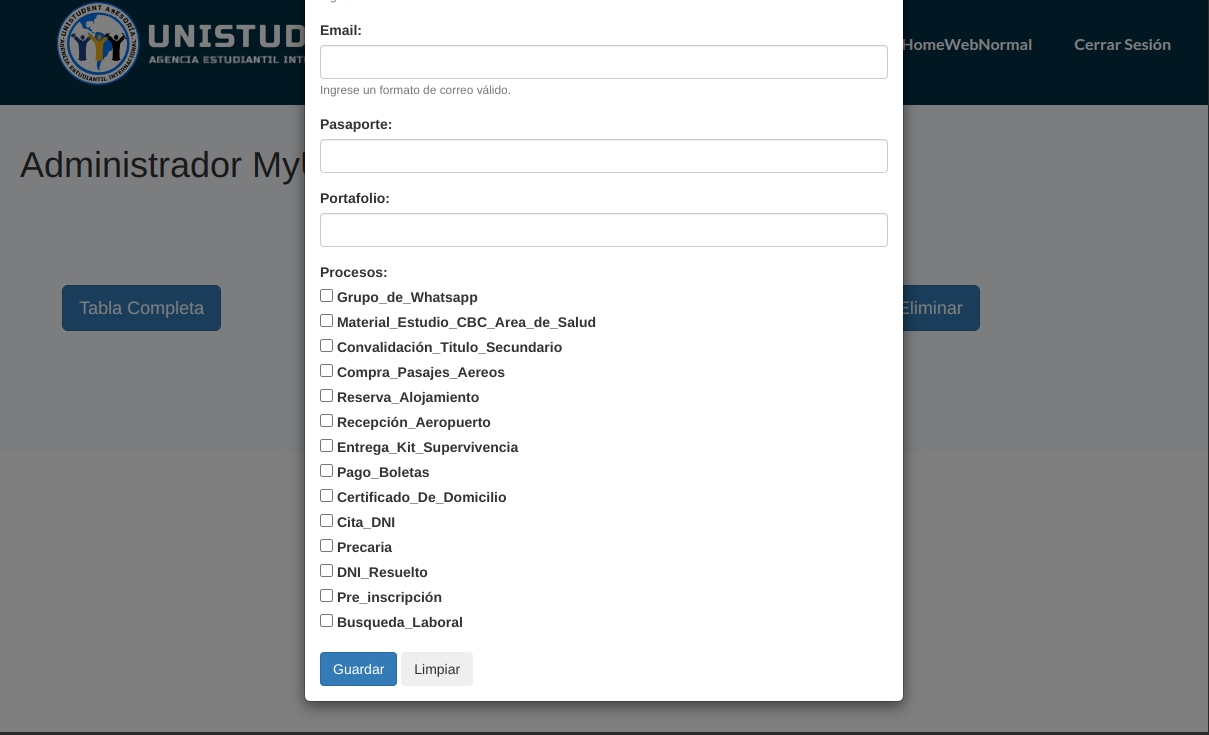 UNISTUD
AGENCIA ESTUDIANTIL INT
UNISTUDENT ASESORÍA
AGENCIA ESTUDIANTIL INTERNACIONAL
HomeWebNormal
Cerrar Sesión
Administrador My
Tabla Completa
Eliminar
Email:
Ingrese un formato de correo válido.
Pasaporte:
Portafolio:
Procesos:
Grupo_de_Whatsapp
Material_Estudio_CBC_Area_de_Salud
Convalidación_Titulo_Secundario
Compra_Pasajes_Aereos
Reserva_Alojamiento
Recepción_Aeropuerto
Entrega_Kit_Supervivencia
Pago_Boletas
Certificado_De_Domicilio
Cita_DNI
Precaria
DNI_Resuelto
Pre_inscripción
Busqueda_Laboral
Guardar
Limpiar